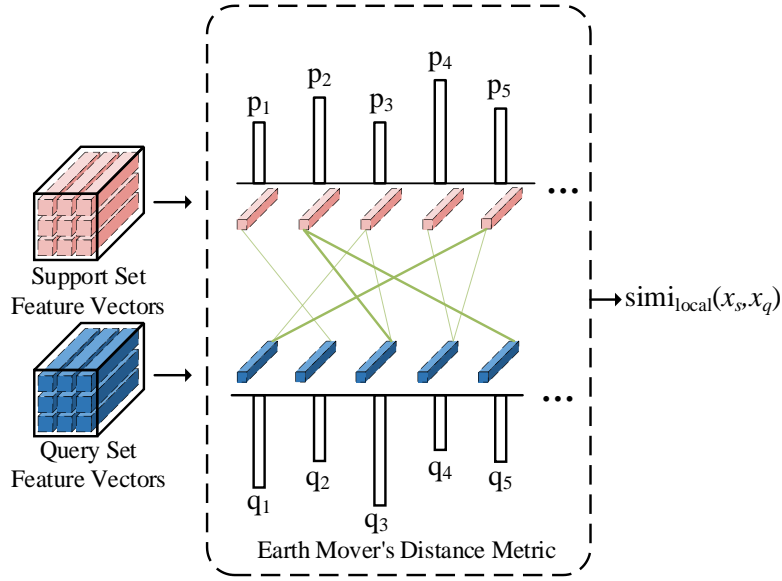 p₁ p₂ p₃ p₄ p₅
...
Support Set
Feature Vectors
simi_local(x_s,x_q)
...
Query Set
Feature Vectors
q₁ q₂ q₃ q₄ q₅
Earth Mover's Distance Metric